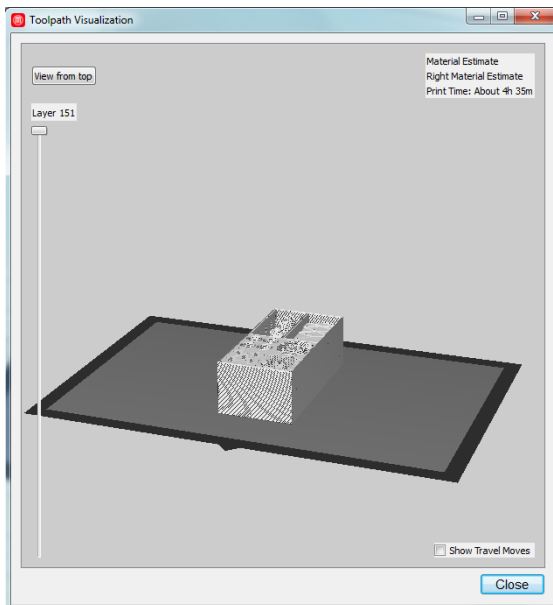 Toolpath Visualization
View from top
Material Estimate
Right Material Estimate
Print Time: About 4h 35m
Layer 151
Show Travel Moves
Close